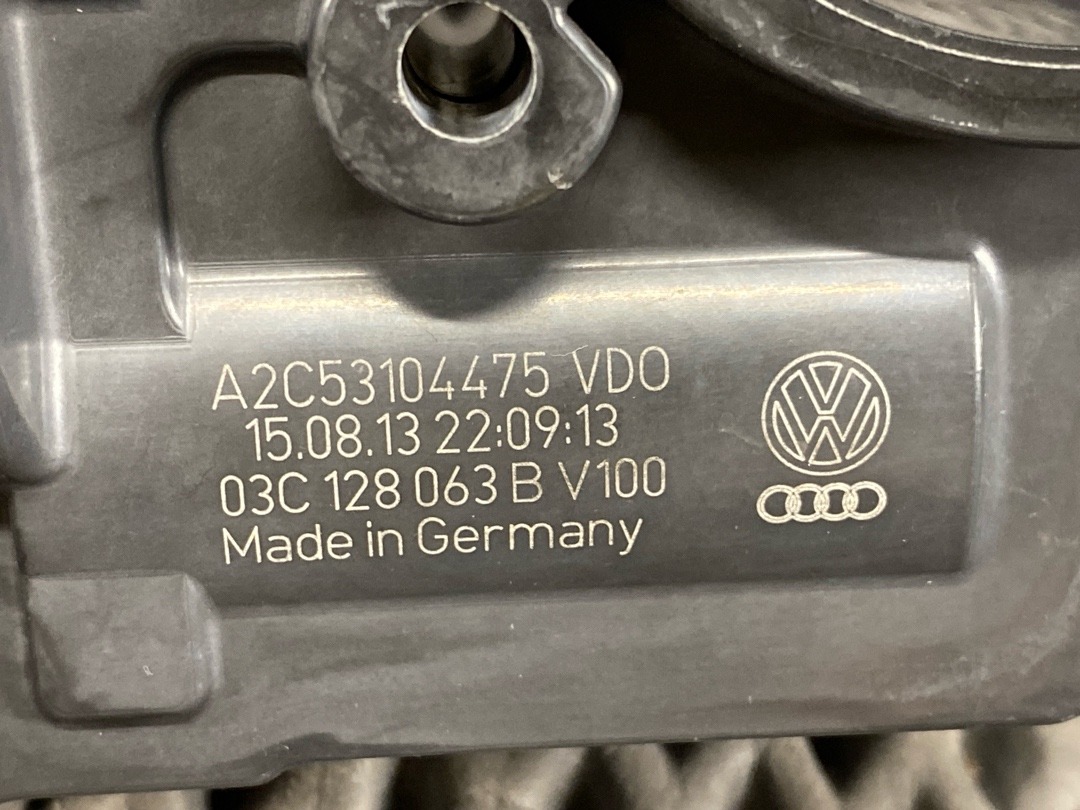 A2C53104475 VDO
15.08.13 22:09:13
03C 128 063 B V100
Made in Germany